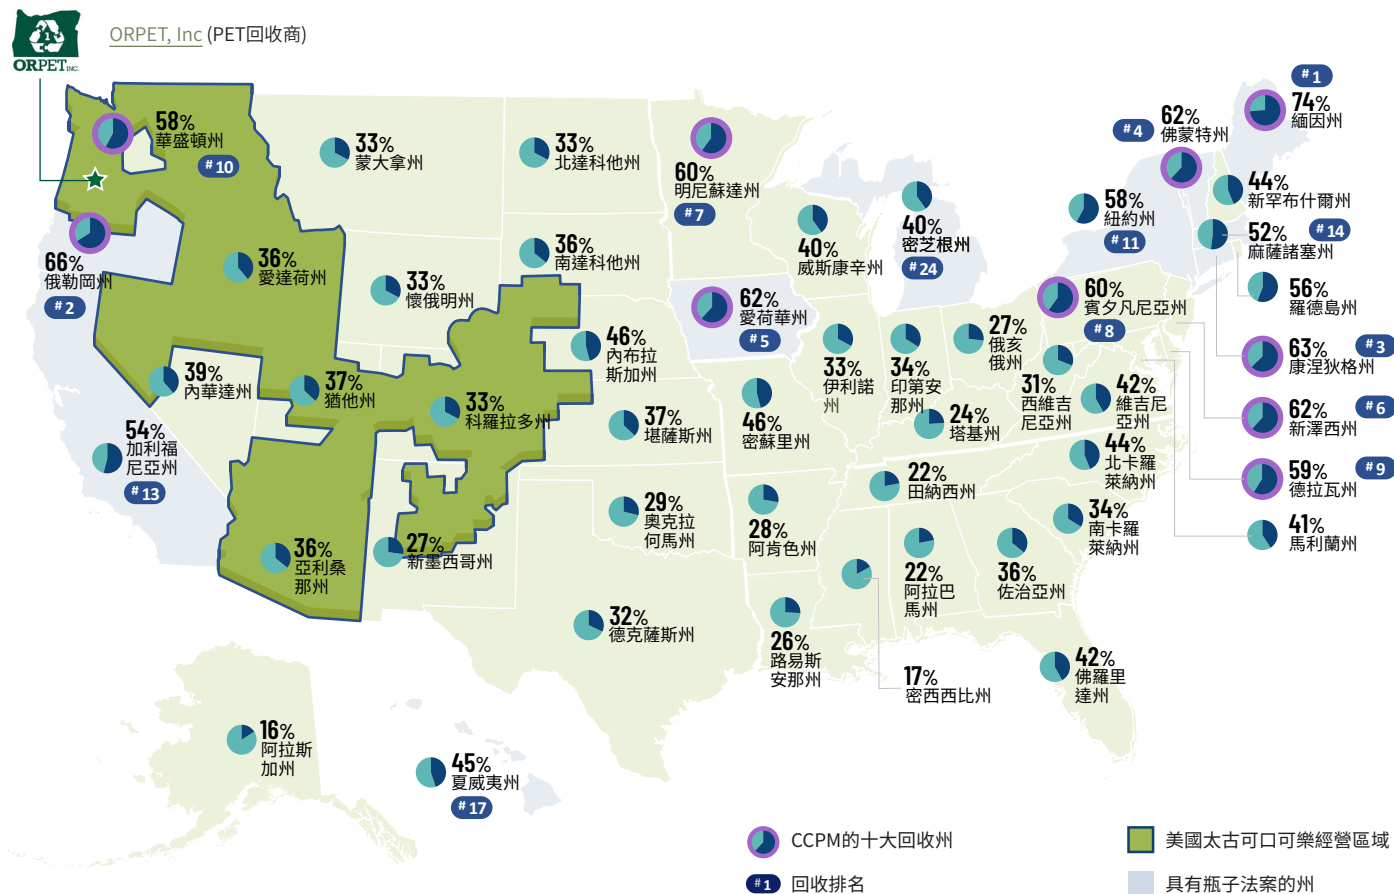 ORPET, Inc (PET回收商)
ORPET INC.
#1
74%
緬因州
62%
佛蒙特州
#4
58%
華盛頓州
#10
33%
蒙大拿州
33%
北達科他州
60%
明尼蘇達州
#7
40%
威斯康辛州
40%
密芝根州
#24
58%
紐約州
#11
44%
新罕布什爾州
52%
麻薩諸塞州
#14
66%
俄勒岡州
#2
36%
愛達荷州
33%
懷俄明州
36%
南達科他州
62%
愛荷華州
#5
60%
賓夕凡尼亞州
#8
56%
羅德島州
39%
內華達州
37%
猶他州
33%
科羅拉多州
46%
內布拉
斯加州
33%
伊利諾
州
34%
印第安
那州
27%
俄亥
俄州
31%
西維吉
尼亞州
42%
維吉尼
亞州
63%
康涅狄格州
#3
54%
加利福
尼亞州
#13
37%
堪薩斯州
46%
密蘇里州
24%
塔基州
44%
北卡羅
萊納州
62%
新澤西州
#6
36%
亞利桑
那州
27%
新墨西哥州
29%
奧克拉
何馬州
28%
阿肯色州
22%
田納西州
34%
南卡羅
萊納州
59%
德拉瓦州
#9
41%
馬利蘭州
32%
德克薩斯州
26%
路易斯
安那州
22%
阿拉巴
馬州
36%
佐治亞州
17%
密西西比州
42%
佛羅里
達州
16%
阿拉斯
加州
45%
夏威夷州
#17
CCPM的十大回收州
美國太古可口可樂經營區域
#1 回收排名
具有瓶子法案的州